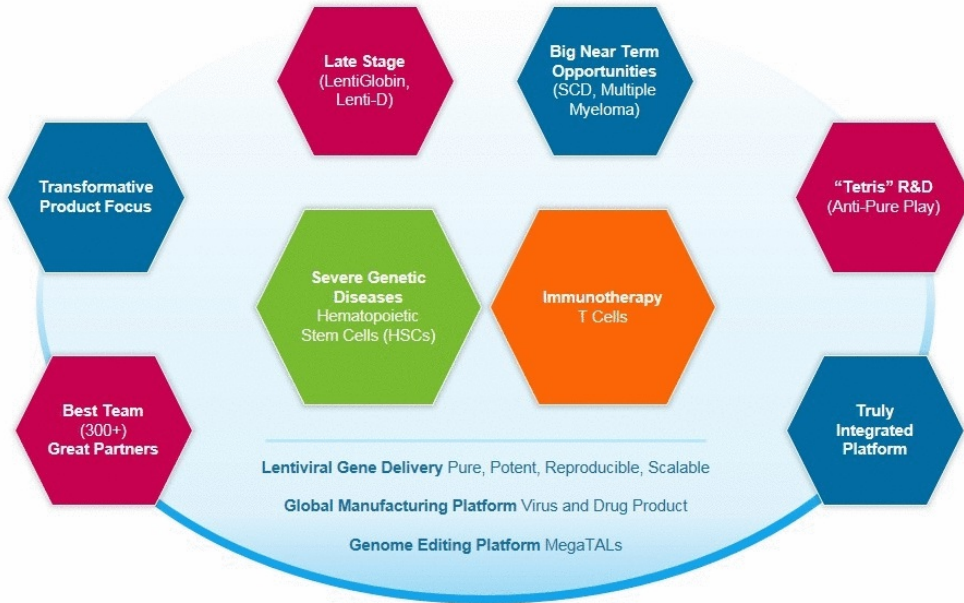 Late Stage
(LentiGlobin,
Lenti-D)
Big Near Term
Opportunities
(SCD, Multiple
Myeloma)
Transformative
Product Focus
“Tetris” R&D
(Anti-Pure Play)
Severe Genetic
Diseases
Hematopoietic
Stem Cells (HSCs)
Immunotherapy
T Cells
Best Team
(300+)
Great Partners
Truly
Integrated
Platform
Lentiviral Gene Delivery Pure, Potent, Reproducible, Scalable
Global Manufacturing Platform Virus and Drug Product
Genome Editing Platform MegaTALs